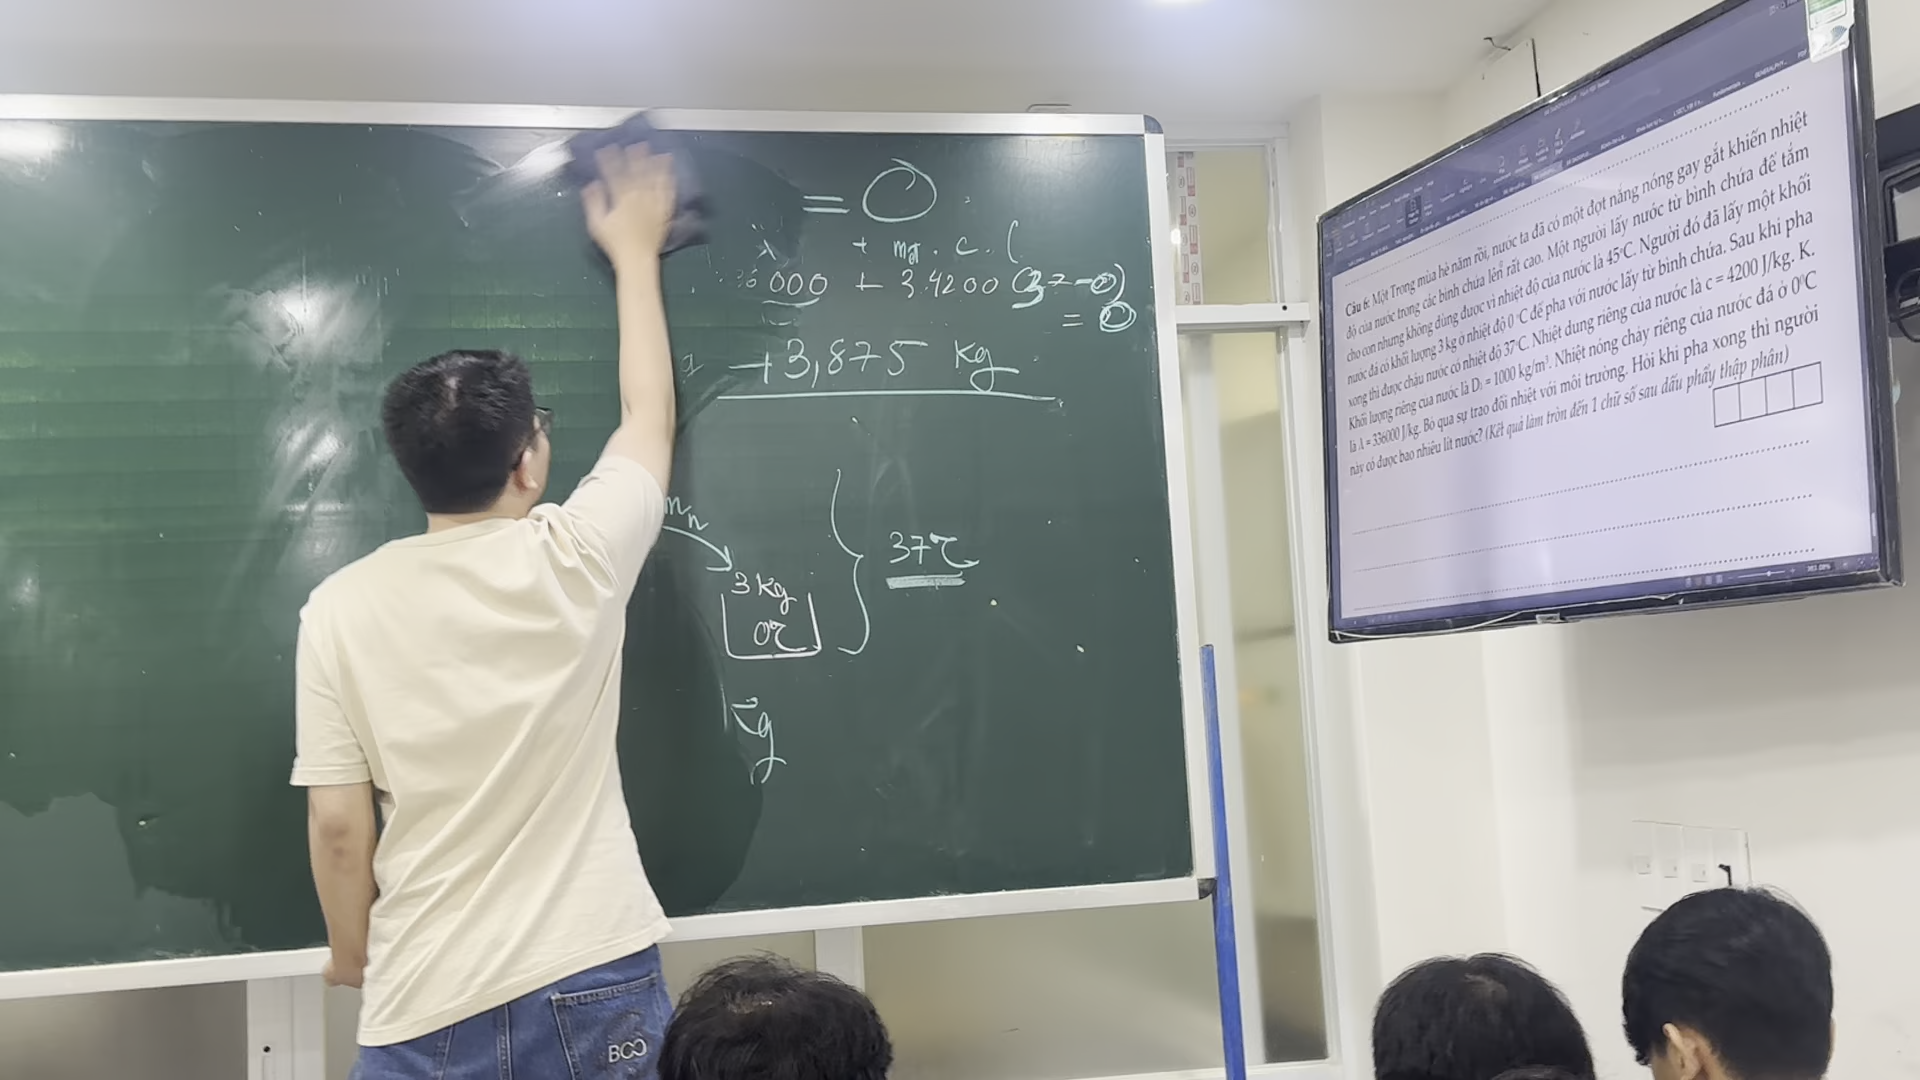 = 0
λ + mđ . c . (
36000 + 3.4200 (37-0)
= 0
3,875 kg
mn
3 kg
0℃
37℃
BOO
Câu 6: Một Trong mùa hè năm rồi, nước ta đã có một đợt nắng nóng gay gắt khiến nhiệt
độ của nước trong các bình chứa lên rất cao. Một người lấy nước từ bình chứa để tắm
cho con nhưng không dùng được vì nhiệt độ của nước là 45°C. Người đó đã lấy một khối
nước đá có khối lượng 3 kg ở nhiệt độ 0 °C để pha với nước lấy từ bình chứa. Sau khi pha
xong thì được chậu nước có nhiệt độ 37°C. Nhiệt dung riêng của nước là c = 4200 J/kg. K.
Khối lượng riêng của nước là D = 1000 kg/m³. Nhiệt nóng chảy riêng của nước đá ở 0°C
là λ = 336000 J/kg. Bỏ qua sự trao đổi nhiệt với môi trường. Hỏi khi pha xong thì người
này có được bao nhiêu lít nước? (Kết quả làm tròn đến 1 chữ số sau dấu phẩy thập phân)